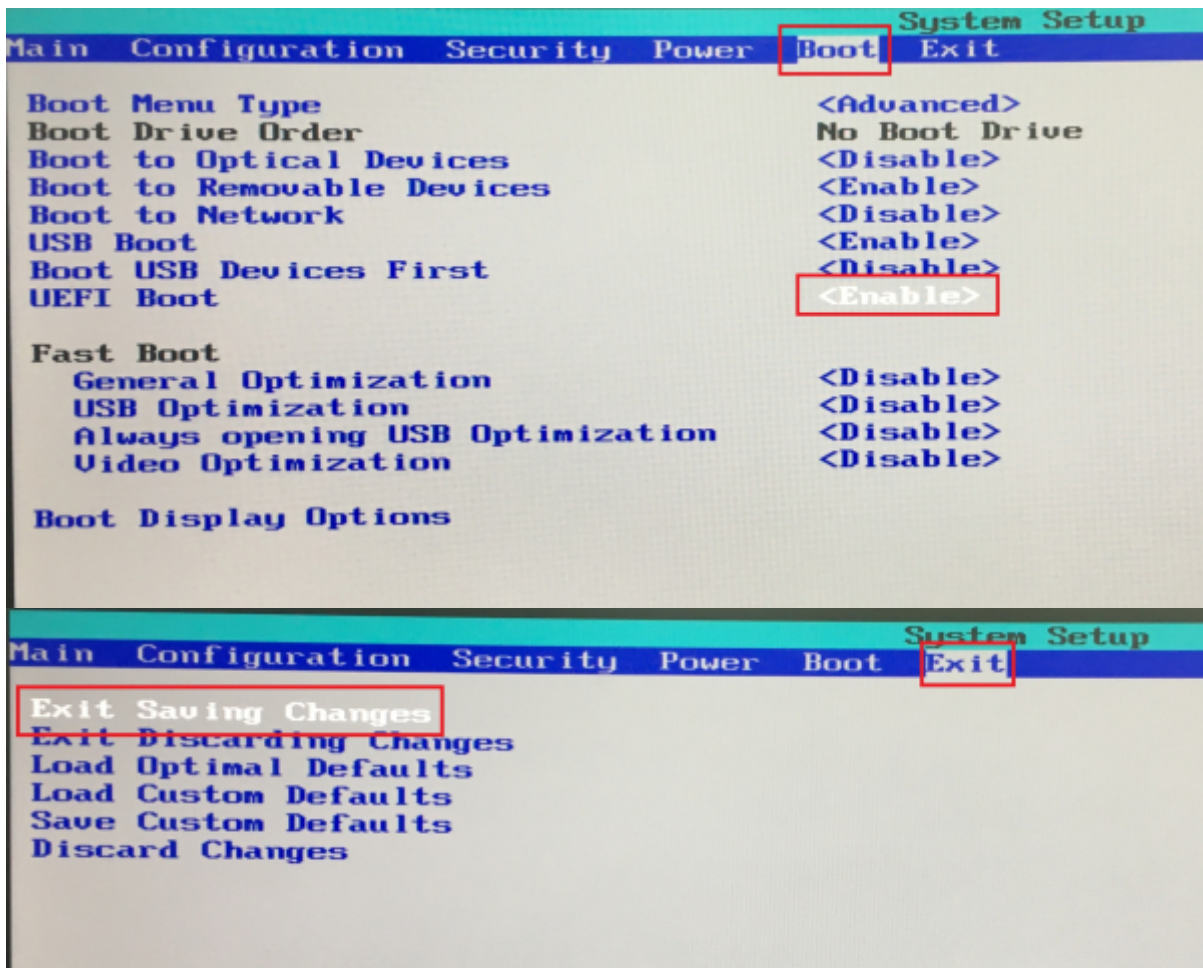 System Setup
Main Configuration Security Power Boot Exit
Boot Menu Type <Advanced>
Boot Drive Order No Boot Drive
Boot to Optical Devices <Disable>
Boot to Removable Devices <Enable>
Boot to Network <Disable>
USB Boot <Enable>
Boot USB Devices First <Disable>
UEFI Boot <Enable>
Fast Boot
General Optimization <Disable>
USB Optimization <Disable>
Always opening USB Optimization <Disable>
Video Optimization <Disable>
Boot Display Options
System Setup
Main Configuration Security Power Boot Exit
Exit Saving Changes
Exit Discarding Changes
Load Optimal Defaults
Load Custom Defaults
Save Custom Defaults
Discard Changes